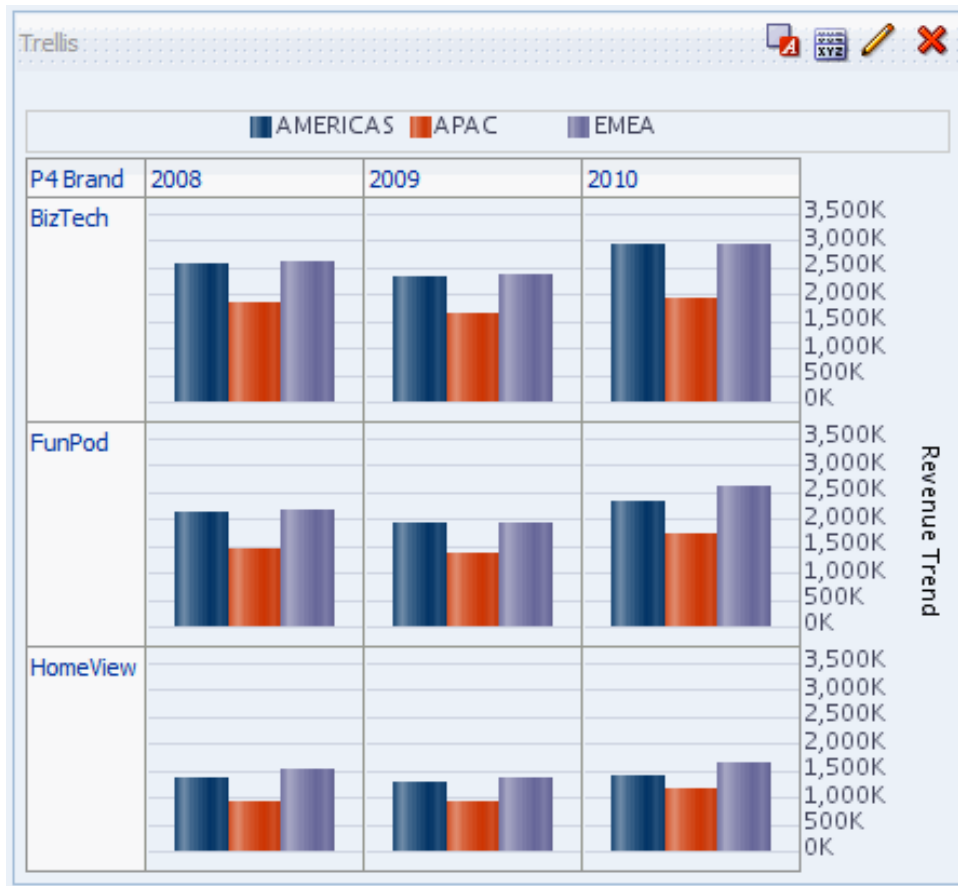 Trellis
AMERICAS APAC EMEA
P4 Brand 2008 2009 2010
BizTech
3,500K
3,000K
2,500K
2,000K
1,500K
1,000K
500K
0K
FunPod
3,500K
3,000K
2,500K
2,000K
1,500K
1,000K
500K
0K
HomeView
3,500K
3,000K
2,500K
2,000K
1,500K
1,000K
500K
0K
Revenue Trend